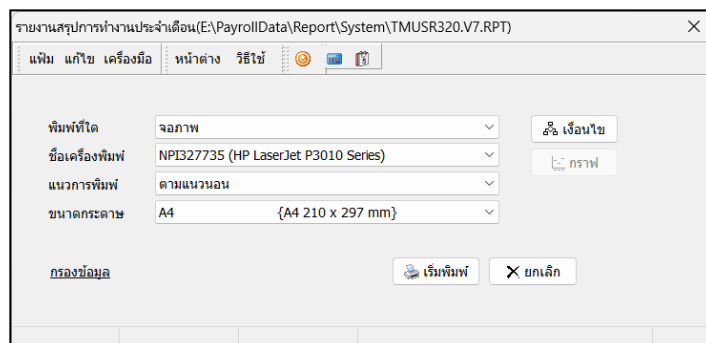 รายงานสรุปการทำงานประจำเดือน(E:\PayrollData\Report\System\TMUSR320.V7.RPT)
แฟ้ม แก้ไข เครื่องมือ หน้าต่าง วิธีใช้
พิมพ์ที่ใด จอภาพ เงื่อนไข
ชื่อเครื่องพิมพ์ NPI327735 (HP LaserJet P3010 Series) กราฟ
แนวการพิมพ์ ตามแนวนอน
ขนาดกระดาษ A4 {A4 210 x 297 mm}
กรองข้อมูล เริ่มพิมพ์ ยกเลิก